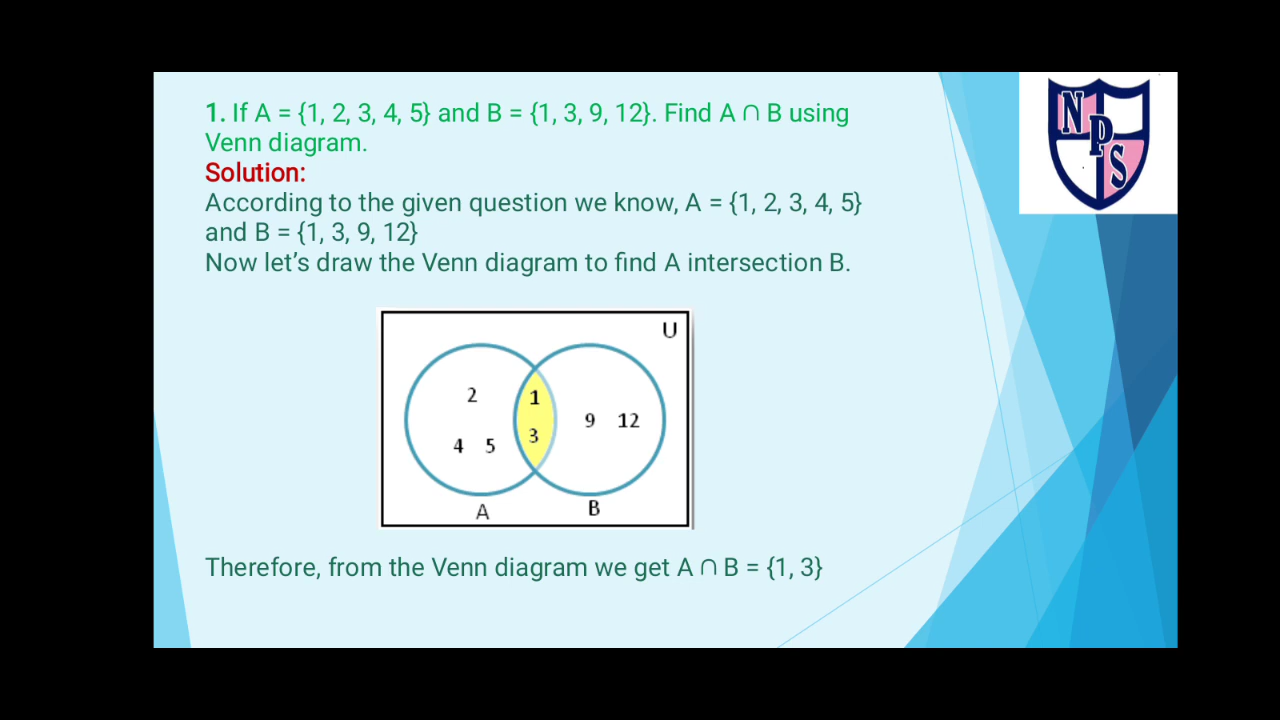 1. If A = {1, 2, 3, 4, 5} and B = {1, 3, 9, 12}. Find A ∩ B using
Venn diagram.
Solution:
According to the given question we know, A = {1, 2, 3, 4, 5}
and B = {1, 3, 9, 12}
Now let’s draw the Venn diagram to find A intersection B.
U
2
1
9 12
3
4 5
A
B
Therefore, from the Venn diagram we get A ∩ B = {1, 3}
NPS